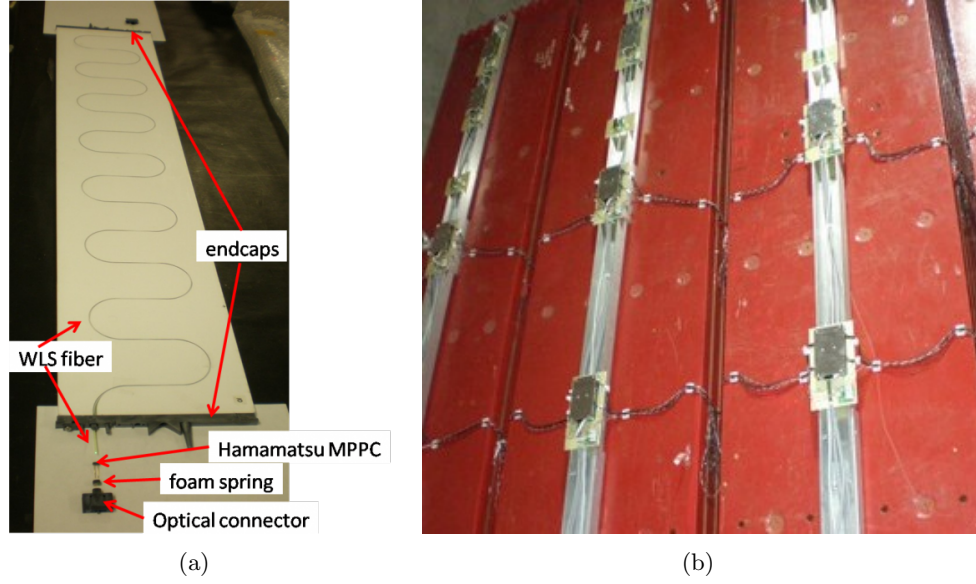 endcaps
WLS fiber
Hamamatsu MPPC
foam spring
Optical connector
(a)
(b)